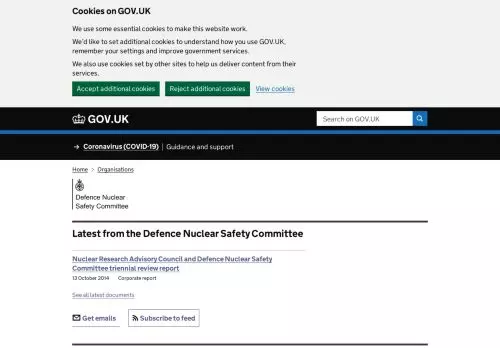 Cookies on GOV.UK
We use some essential cookies to make this website work.
We'd like to set additional cookies to understand how you use GOV.UK,
remember your settings and improve government services.
We also use cookies set by other sites to help us deliver content from their
services.
Accept additional cookies Reject additional cookies View cookies
GOV.UK Search on GOV.UK
→ Coronavirus (COVID-19) Guidance and support
Home > Organisations
Defence Nuclear
Safety Committee
Latest from the Defence Nuclear Safety Committee
Nuclear Research Advisory Council and Defence Nuclear Safety
Committee triennial review report
13 October 2014 Corporate report
See all latest documents
Get emails Subscribe to feed